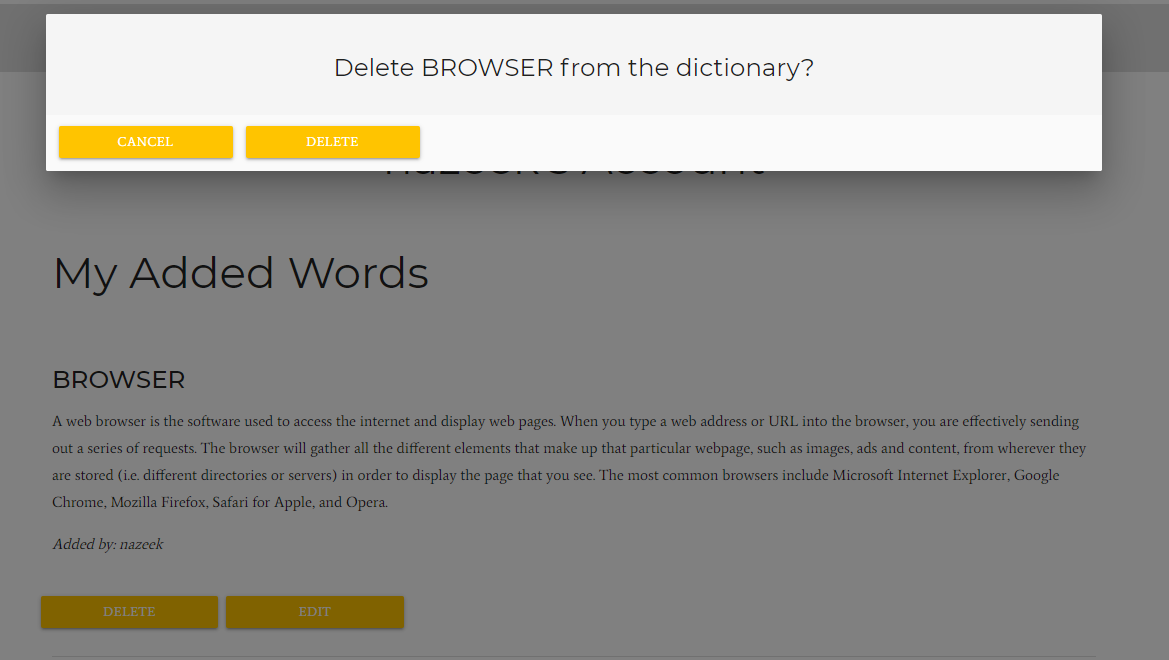 Delete BROWSER from the dictionary?
CANCEL DELETE
My Added Words
BROWSER
A web browser is the software used to access the internet and display web pages. When you type a web address or URL into the browser, you are effectively sending
out a series of requests. The browser will gather all the different elements that make up that particular webpage, such as images, ads and content, from wherever they
are stored (i.e. different directories or servers) in order to display the page that you see. The most common browsers include Microsoft Internet Explorer, Google
Chrome, Mozilla Firefox, Safari for Apple, and Opera.
Added by: nazeek
DELETE EDIT